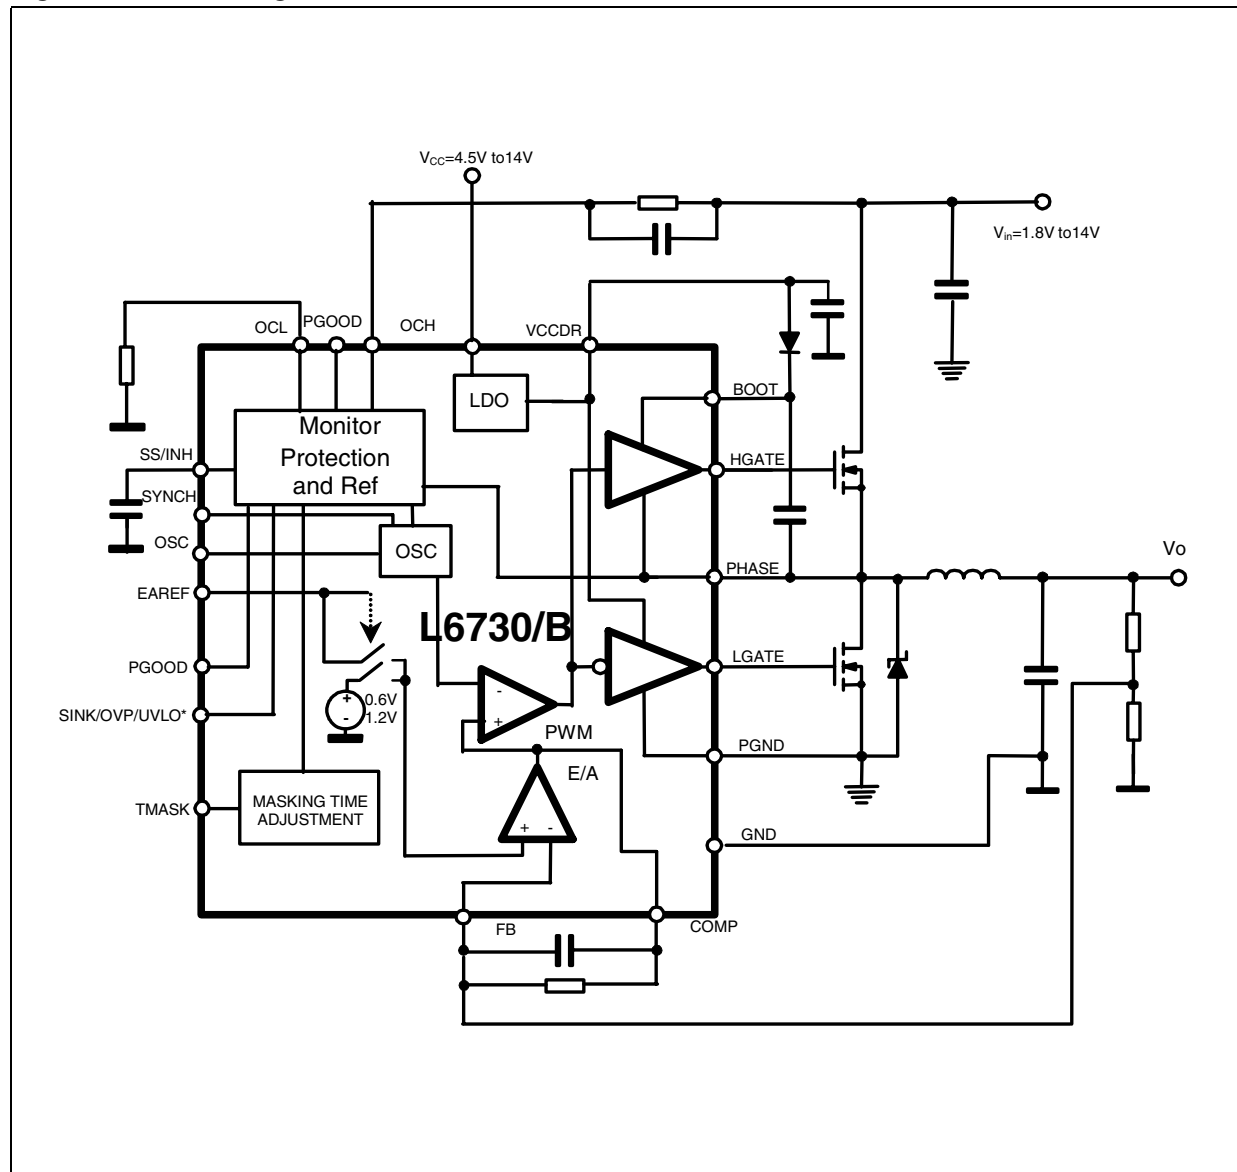 V_CC=4.5V to14V
V_in=1.8V to14V
OCL
PGOOD
OCH
VCCDR
LDO
BOOT
Monitor
Protection
and Ref
SS/INH
HGATE
SYNCH
OSC
OSC
Vo
PHASE
EAREF
L6730/B
PGOOD
LGATE
+
-
0.6V
1.2V
-
+
SINK/OVP/UVLO*
PWM
PGND
E/A
MASKING TIME
ADJUSTMENT
TMASK
+ -
GND
FB
COMP